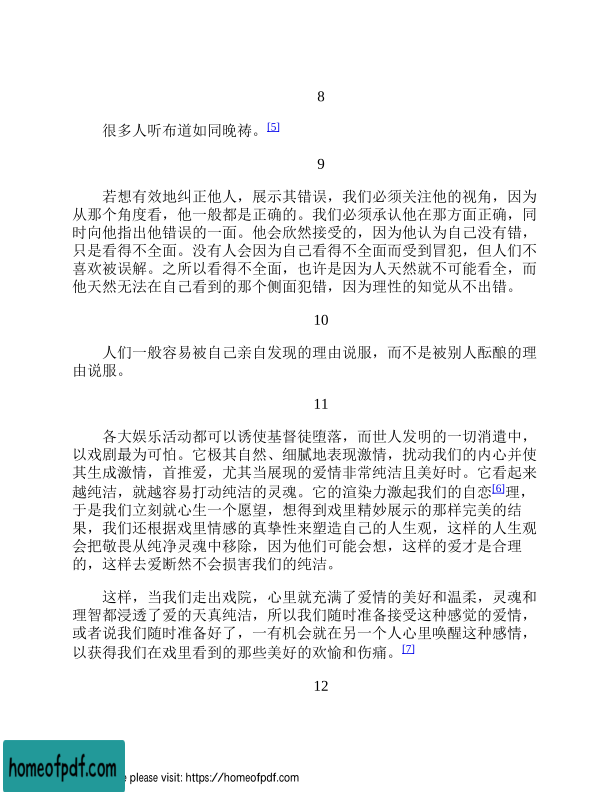 8
很多人听布道如同晚祷。[5]
9
若想有效地纠正他人，展示其错误，我们必须关注他的视角，因为
从那个角度看，他一般都是正确的。我们必须承认他在那方面正确，同
时向他指出他错误的一面。他会欣然接受的，因为他认为自己没有错，
只是看得不全面。没有人会因为自己看得不全面而受到冒犯，但人们不
喜欢被误解。之所以看得不全面，也许是因为人天然就不可能看全，而
他天然无法在自己看到的那个侧面犯错，因为理性的知觉从不出错。
10
人们一般容易被自己亲自发现的理由说服，而不是被别人酝酿的理
由说服。
11
各大娱乐活动都可以诱使基督徒堕落，而世人发明的一切消遣中，
以戏剧最为可怕。它极其自然、细腻地表现激情，扰动我们的内心并使
其生成激情，首推爱，尤其当展现的爱情非常纯洁且美好时。它看起来
越纯洁，就越容易打动纯洁的灵魂。它的渲染力激起我们的自恋[6]理，
于是我们立刻就心生一个愿望，想得到戏里精妙展示的那样完美的结
果，我们还根据戏里情感的真挚性来塑造自己的人生观，这样的人生观
会把敬畏从纯净灵魂中移除，因为他们可能会想，这样的爱才是合理
的，这样去爱断然不会损害我们的纯洁。
这样，当我们走出戏院，心里就充满了爱情的美好和温柔，灵魂和
理智都浸透了爱的天真纯洁，所以我们随时准备接受这种感觉的爱情，
或者说我们随时准备好了，一有机会就在另一个人心里唤醒这种感情，
以获得我们在戏里看到的那些美好的欢愉和伤痛。[7]
12
homeofpdf.com
e please visit: https://homeofpdf.com